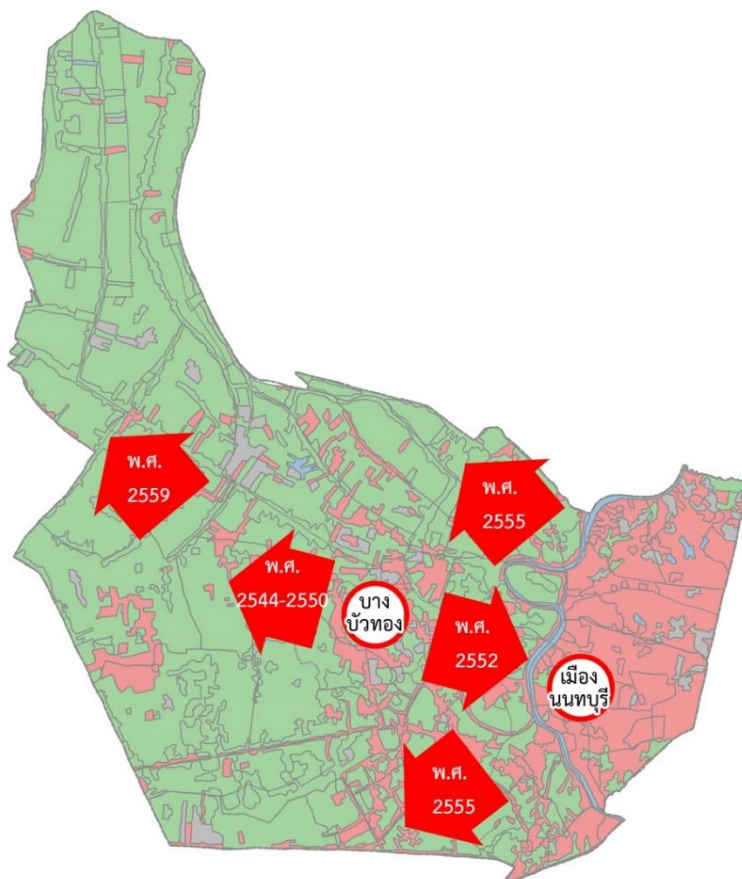 พ.ศ.
2559
พ.ศ.
2555
พ.ศ.
2544-2550
บาง
บัวทอง
พ.ศ.
2552
เมือง
นนทบุรี
พ.ศ.
2555